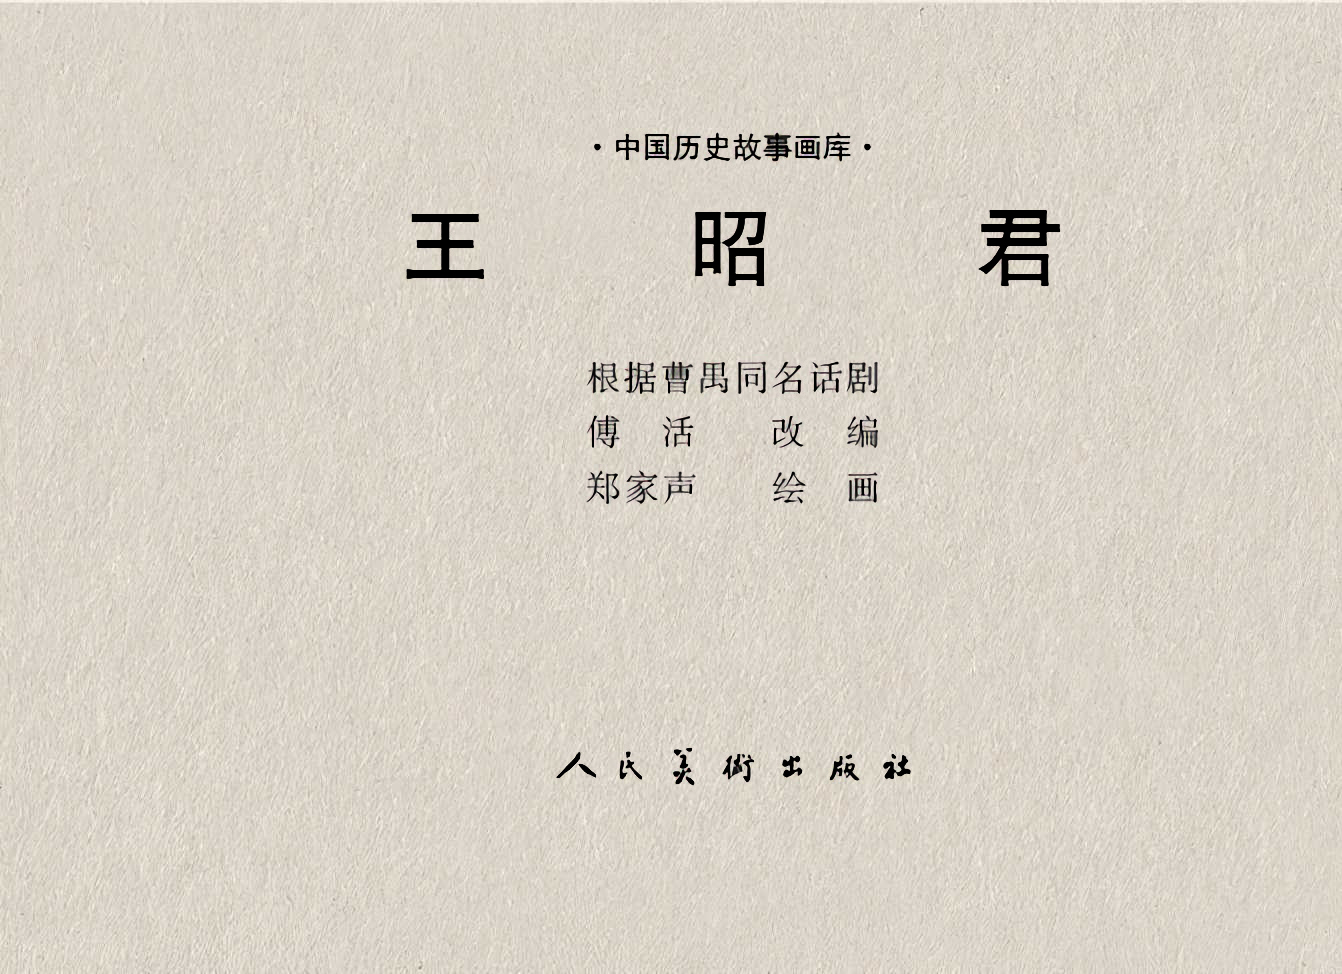 ·中国历史故事画库·
王昭君
根据曹禺同名话剧
傅活 改编
郑家声 绘画
人民美術出版社